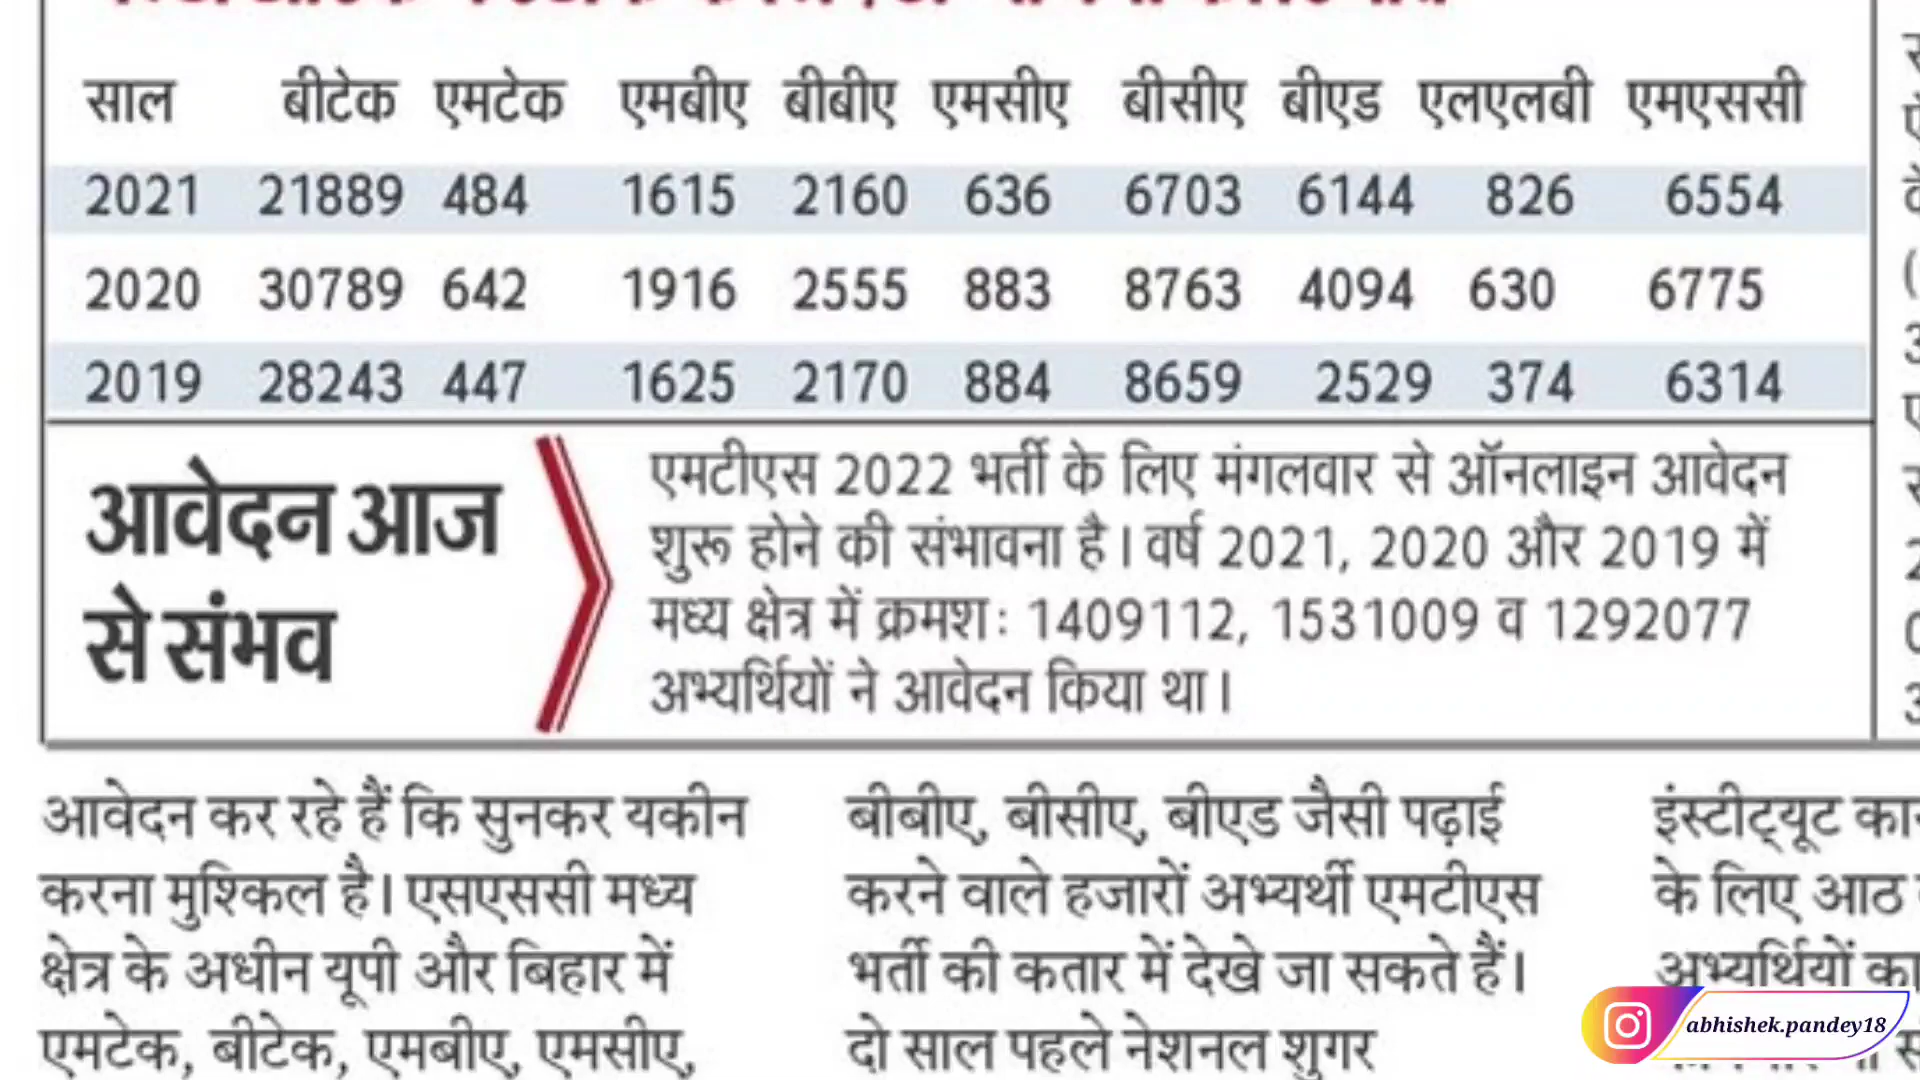 साल बीटेक एमटेक एमबीए बीबीए एमसीए बीसीए बीएड एलएलबी एमएससी
2021 21889 484 1615 2160 636 6703 6144 826 6554
2020 30789 642 1916 2555 883 8763 4094 630 6775
2019 28243 447 1625 2170 884 8659 2529 374 6314
आवेदन आज
से संभव
एमटीएस 2022 भर्ती के लिए मंगलवार से ऑनलाइन आवेदन
शुरू होने की संभावना है। वर्ष 2021, 2020 और 2019 में
मध्य क्षेत्र में क्रमश: 1409112, 1531009 व 1292077
अभ्यर्थियों ने आवेदन किया था।
आवेदन कर रहे हैं कि सुनकर यकीन
करना मुश्किल है। एसएससी मध्य
क्षेत्र के अधीन यूपी और बिहार में
एमटेक, बीटेक, एमबीए, एमसीए,
बीबीए, बीसीए, बीएड जैसी पढ़ाई
करने वाले हजारों अभ्यर्थी एमटीएस
भर्ती की कतार में देखे जा सकते हैं।
दो साल पहले नेशनल शुगर
इंस्टीट्यूट
के लिए आठ
अभ्यर्थियों
abhishek.pandey18